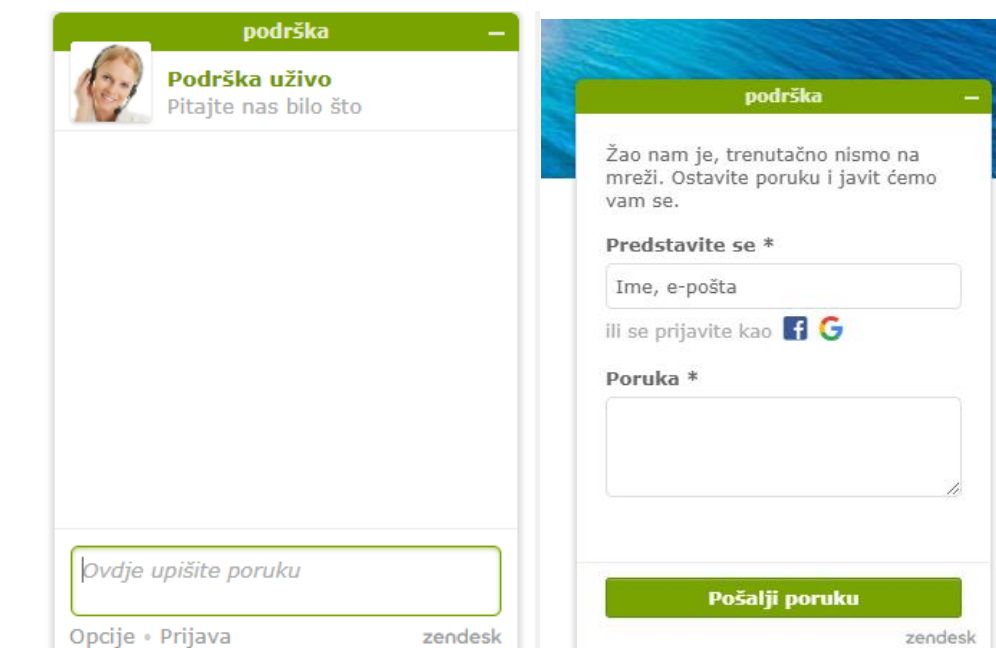 podrška
Podrška uživo
Pitajte nas bilo što
Ovdje upišite poruku
Opcije • Prijava
zendesk
podrška
Žao nam je, trenutačno nismo na
mreži. Ostavite poruku i javit ćemo
vam se.
Predstavite se *
Ime, e-pošta
ili se prijavite kao
Poruka *
Pošalji poruku
zendesk